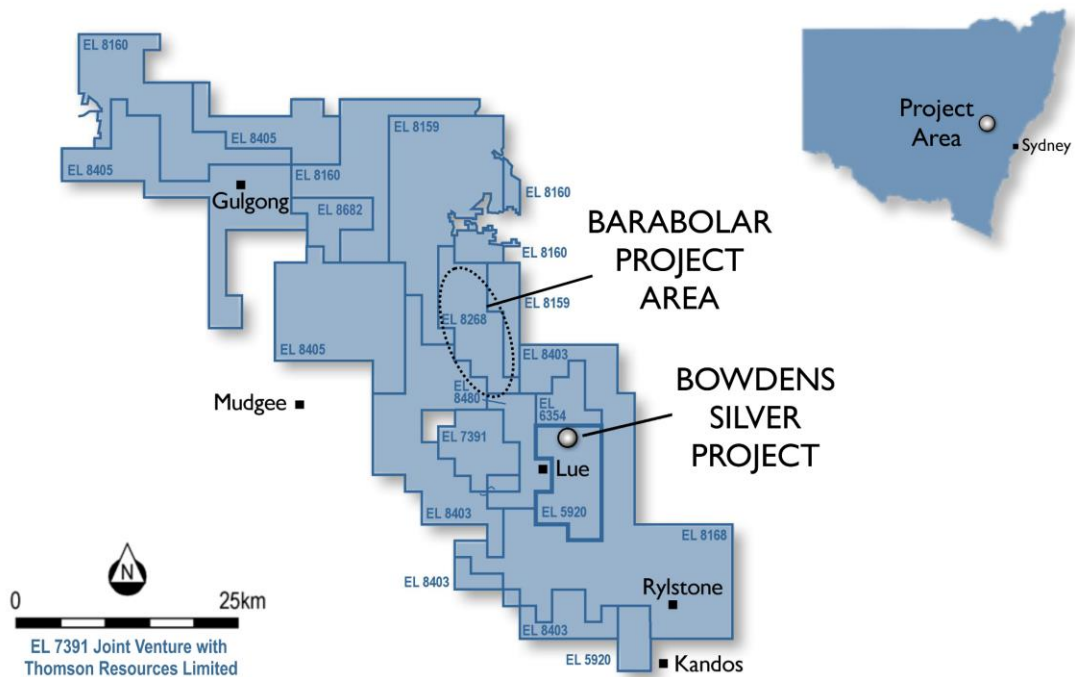 EL 8160
EL 8405
EL 8159
EL 8405
EL 8160
Gulgong
EL 8682
EL 8160
EL 8160
BARABOLAR
PROJECT
AREA
EL 8159
EL 8268
EL 8405
EL 8403
Mudgee
EL
8480
EL
6354
BOWDENS
SILVER
PROJECT
EL 7391
Lue
EL 8403
EL 5920
EL 8168
EL 8403
Rylstone
EL 8403
EL 5920
Kandos
Project
Area
Sydney
N
0 25km
EL 7391 Joint Venture with
Thomson Resources Limited